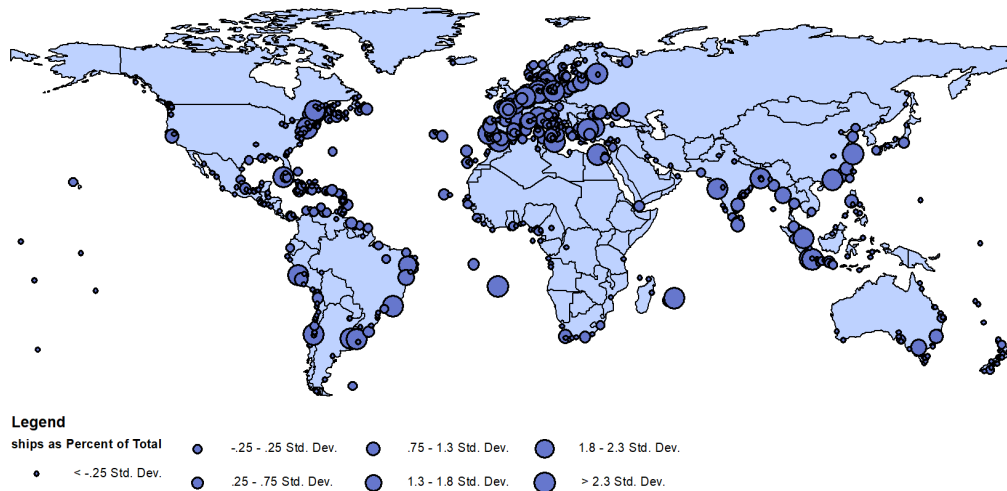 Legend
ships as Percent of Total
< -.25 Std. Dev.
-.25 - .25 Std. Dev.
.25 - .75 Std. Dev.
.75 - 1.3 Std. Dev.
1.3 - 1.8 Std. Dev.
1.8 - 2.3 Std. Dev.
> 2.3 Std. Dev.